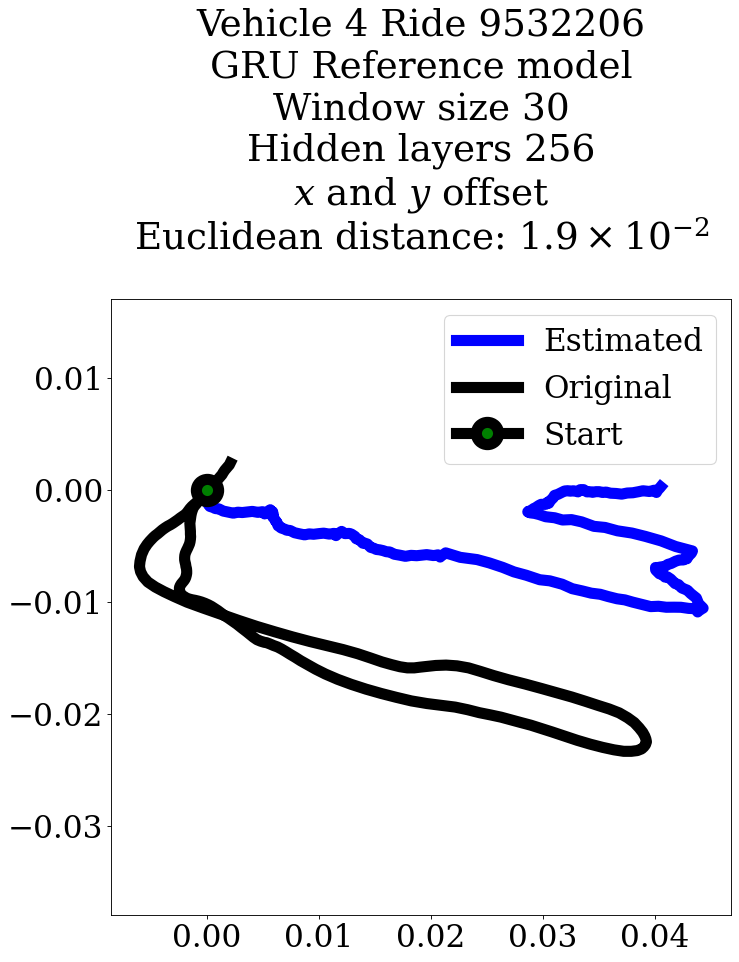 Vehicle 4 Ride 9532206
GRU Reference model
Window size 30
Hidden layers 256
x and y offset
Euclidean distance: 1.9 × 10⁻²
Estimated
Original
Start
0.01
0.00
−0.01
−0.02
−0.03
0.00 0.01 0.02 0.03 0.04